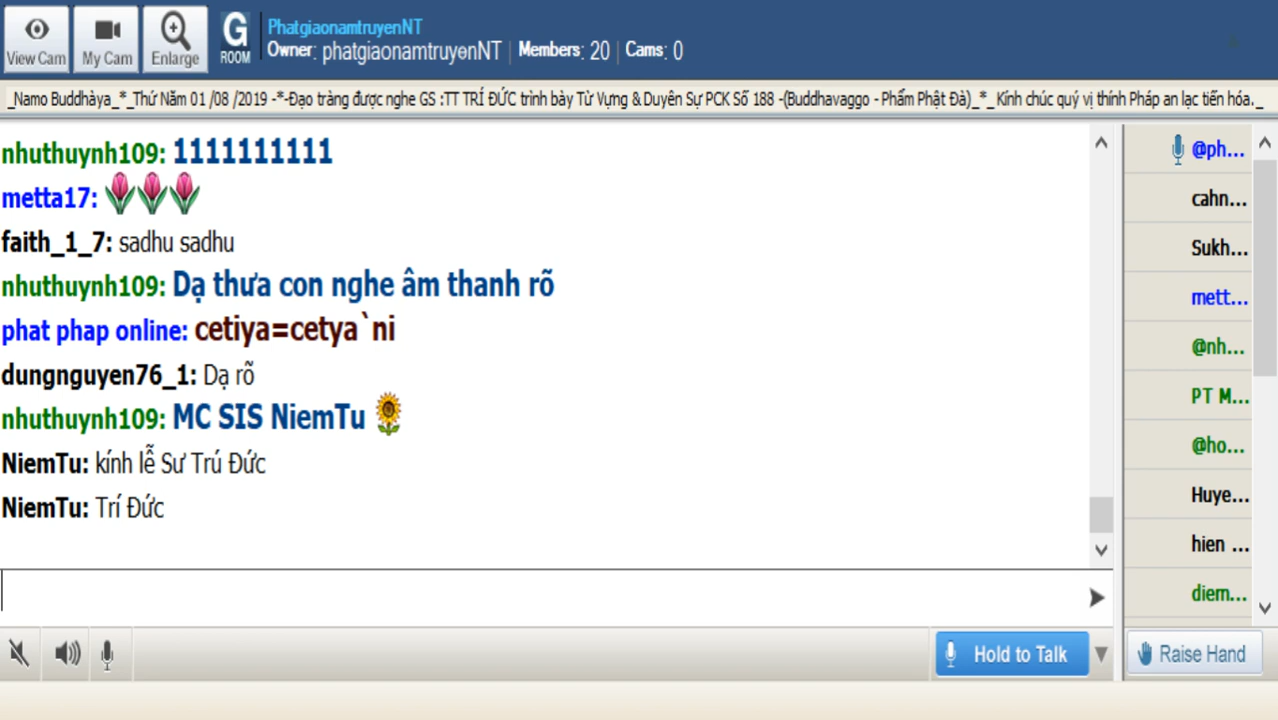 View Cam
My Cam
Enlarge
G
ROOM
PhatgiaonamtruyenNT
Owner: phatgiaonamtruyenNT | Members: 20 | Cams: 0
_Namo Buddhàya_*_Thứ Năm 01 /08 /2019 -*-Đạo tràng được nghe GS :TT TRÍ ĐỨC trình bày Từ Vựng & Duyên Sự PCK Số 188 -(Buddhavaggo - Phẩm Phật Đà)_*_ Kính chúc quý vị thính Pháp an lạc tiến hóa._
nhuthuynh109: 1111111111
metta17:
faith_1_7: sadhu sadhu
nhuthuynh109: Dạ thưa con nghe âm thanh rõ
phat phap online: cetiya=cetya`ni
dungnguyen76_1: Dạ rõ
nhuthuynh109: MC SIS NiemTu
NiemTu: kính lễ Sư Trú Đức
NiemTu: Trí Đức
@ph...
cahn...
Sukh...
mett...
@nh...
PT M...
@ho...
Huye...
hien ...
diem...
Hold to Talk
Raise Hand